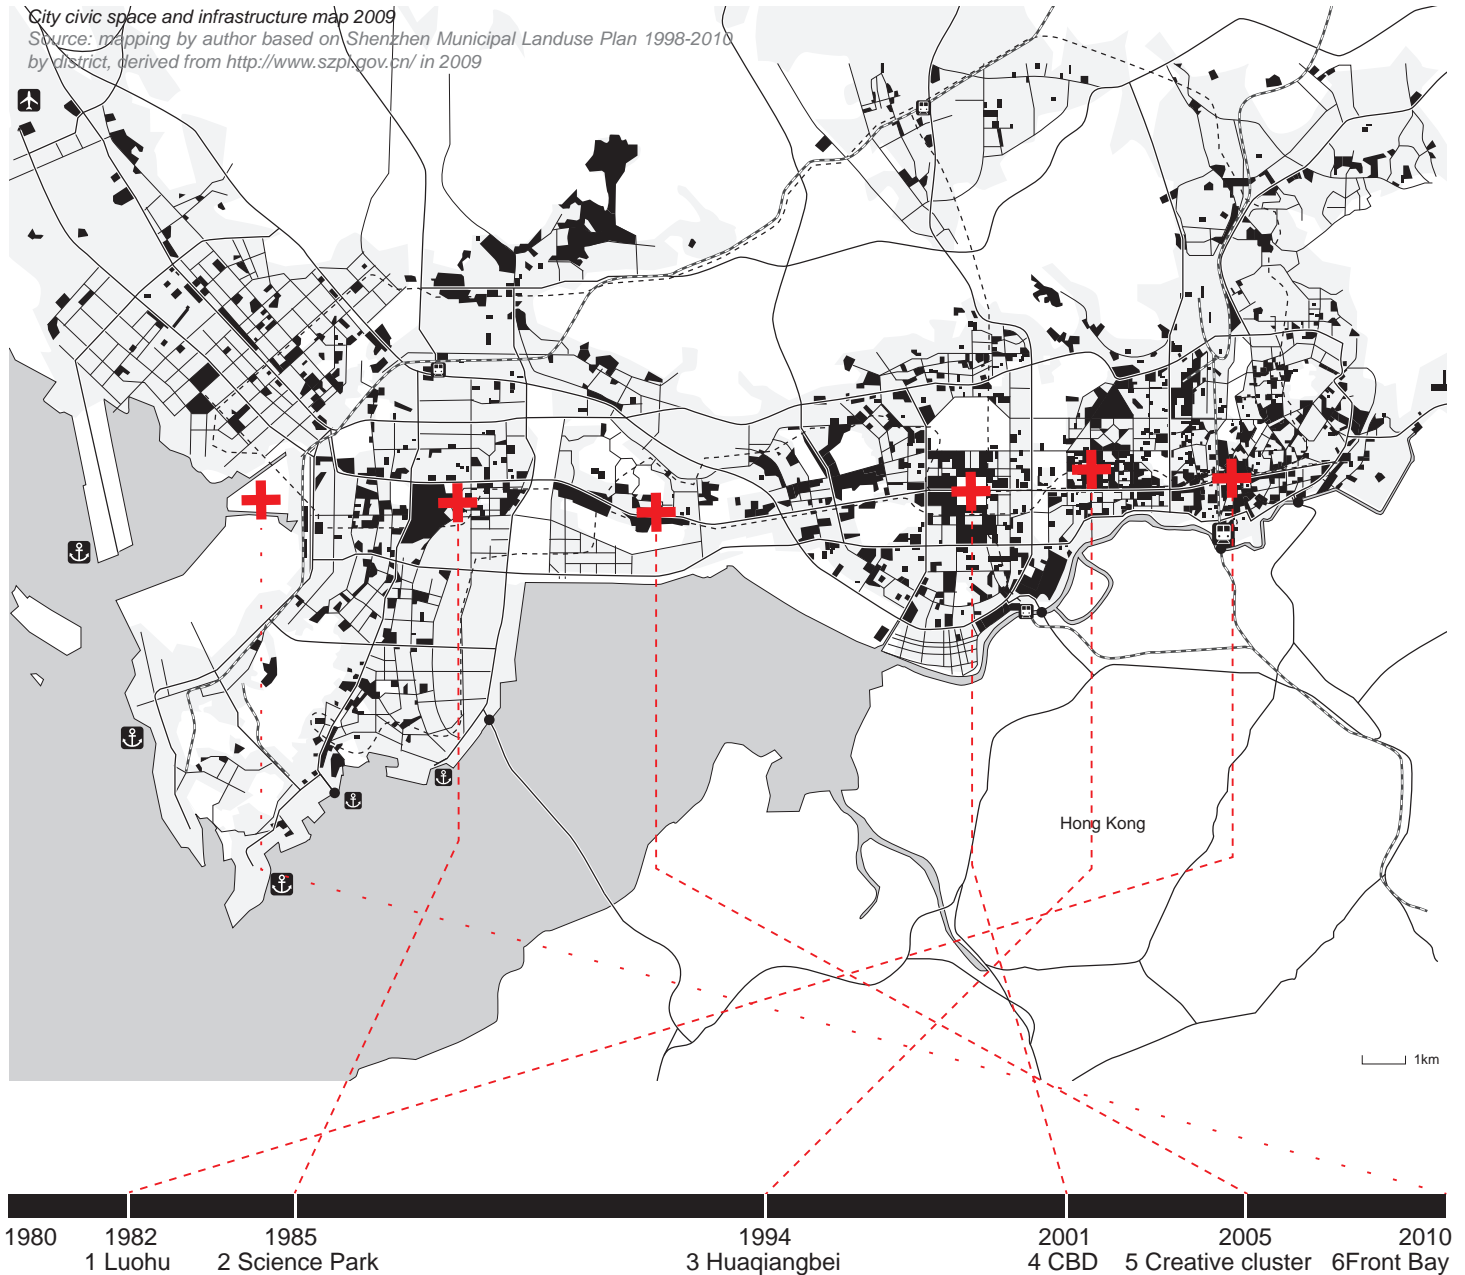 City civic space and infrastructure map 2009
Source: mapping by author based on Shenzhen Municipal Landuse Plan 1998-2010
by district, derived from http://www.szpl.gov.cn/ in 2009
Hong Kong
1km
1980 1982 1985 1994 2001 2005 2010
1 Luohu 2 Science Park 3 Huaqiangbei 4 CBD 5 Creative cluster 6Front Bay